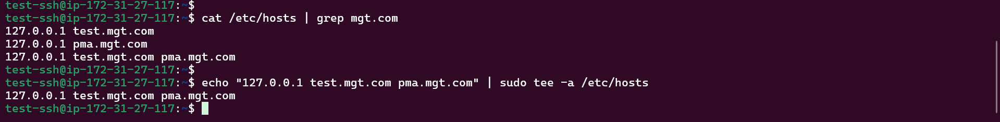 test-ssh@ip-172-31-27-117:~$
test-ssh@ip-172-31-27-117:~$ cat /etc/hosts | grep mgt.com
127.0.0.1 test.mgt.com
127.0.0.1 pma.mgt.com
127.0.0.1 test.mgt.com pma.mgt.com
test-ssh@ip-172-31-27-117:~$
test-ssh@ip-172-31-27-117:~$ echo "127.0.0.1 test.mgt.com pma.mgt.com" | sudo tee -a /etc/hosts
127.0.0.1 test.mgt.com pma.mgt.com
test-ssh@ip-172-31-27-117:~$